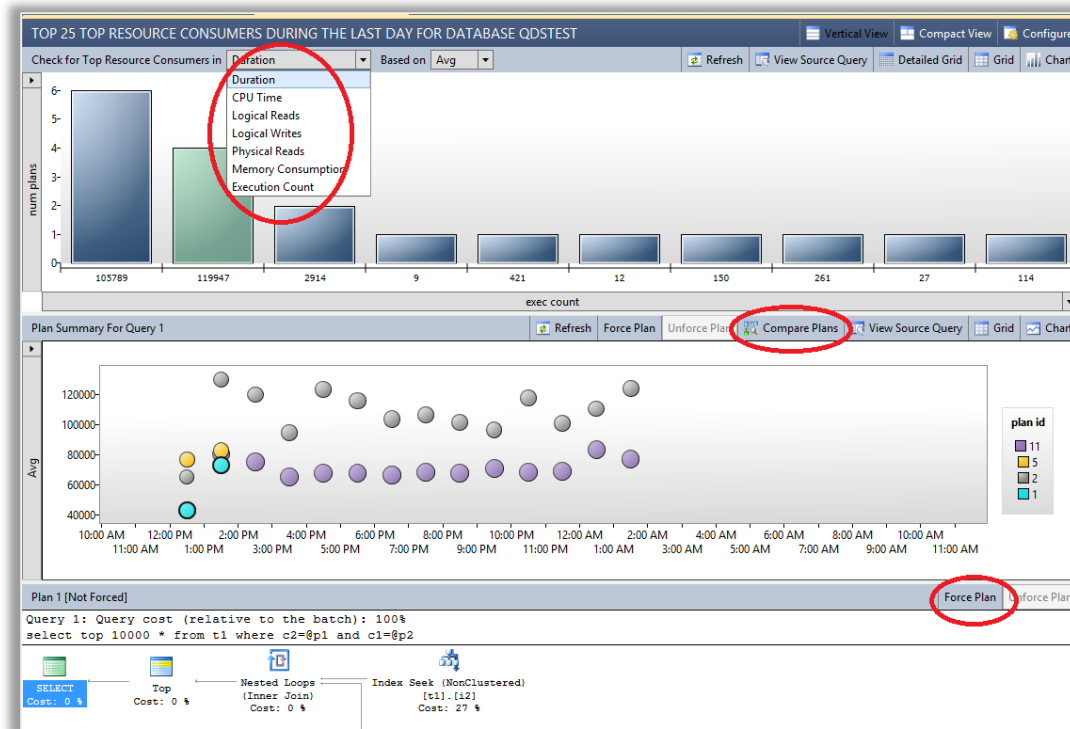 TOP 25 TOP RESOURCE CONSUMERS DURING THE LAST DAY FOR DATABASE QDSTEST
Vertical View Compact View Configure
Check for Top Resource Consumers in Duration Based on Avg Refresh View Source Query Detailed Grid Grid Chart
Duration
CPU Time
Logical Reads
Logical Writes
Physical Reads
Memory Consumption
Execution Count
num plans
6
5
4
3
2
1
0
105789 119947 2914 9 421 12 150 261 27 114
exec count
Plan Summary For Query 1 Refresh Force Plan Unforce Plan Compare Plans View Source Query Grid Chart
Avg
120000
100000
80000
60000
40000
10:00 AM 12:00 PM 2:00 PM 4:00 PM 6:00 PM 8:00 PM 10:00 PM 12:00 AM 2:00 AM 4:00 AM 6:00 AM 8:00 AM 10:00 AM
11:00 AM 1:00 PM 3:00 PM 5:00 PM 7:00 PM 9:00 PM 11:00 PM 1:00 AM 3:00 AM 5:00 AM 7:00 AM 9:00 AM 11:00 AM
plan id
11
5
2
1
Plan 1 [Not Forced] Force Plan Unforce Plan
Query 1: Query cost (relative to the batch): 100%
select top 10000 * from t1 where c2=@p1 and c1=@p2
SELECT
Cost: 0 %
Top
Cost: 0 %
Nested Loops
(Inner Join)
Cost: 0 %
Index Seek (NonClustered)
[t1].[i2]
Cost: 27 %